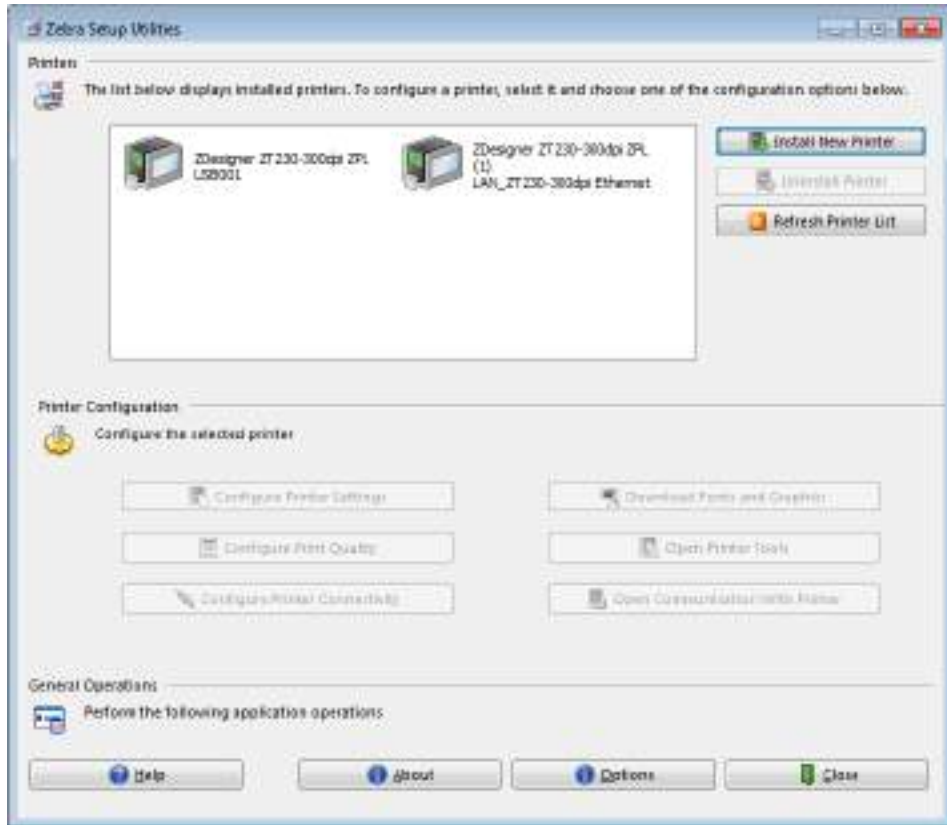 Zebra Setup Utilities
Printers
The list below displays installed printers. To configure a printer, select it and choose one of the configuration options below.
ZDesigner ZT230-300dpi ZPL
USB001
ZDesigner ZT230-300dpi ZPL
(1)
LAN_ZT230-300dpi Ethernet
Install New Printer
Uninstall Printer
Refresh Printer List
Printer Configuration
Configure the selected printer
Configure Printer Settings
Download Fonts and Graphics
Configure Print Quality
Open Printer Tools
Configure Printer Connectivity
Open Communication With Printer
General Operations
Perform the following application operations
Help
About
Options
Close